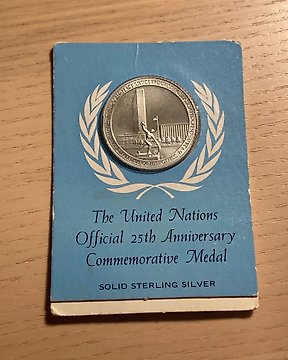 The United Nations
Official 25th Anniversary
Commemorative Medal
SOLID STERLING SILVER